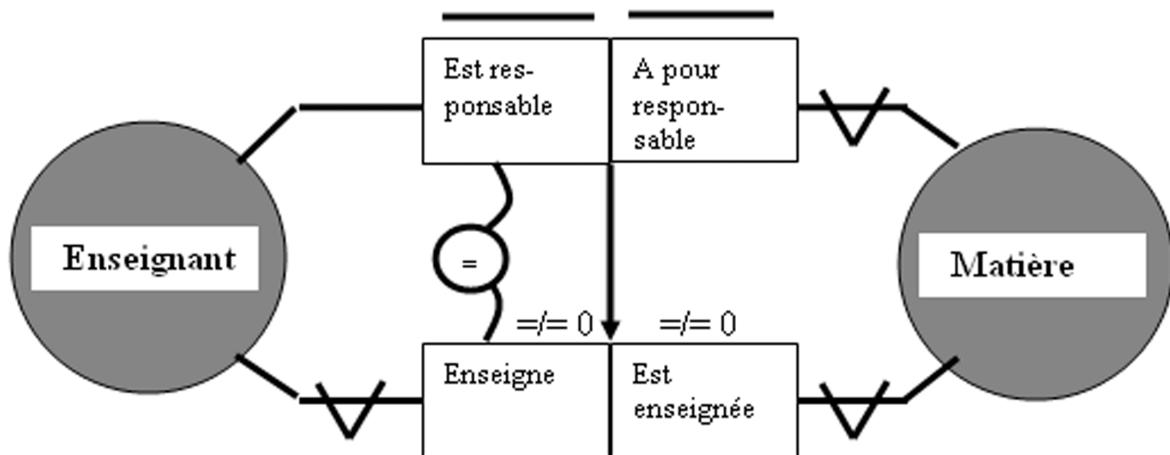 Est res-
ponsable
A pour
respon-
sable
Enseignant
=
Matière
=/= 0
=/= 0
Enseigne
Est
enseignée